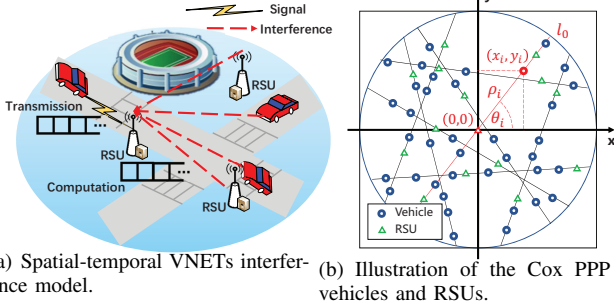 Signal
Interference
RSU
Transmission
RSU
Computation
RSU
a) Spatial-temporal VNETs interfer-
nce model.
l₀
(xᵢ, yᵢ)
ρᵢ
(0,0)
θᵢ
x
Vehicle
RSU
(b) Illustration of the Cox PPP
vehicles and RSUs.